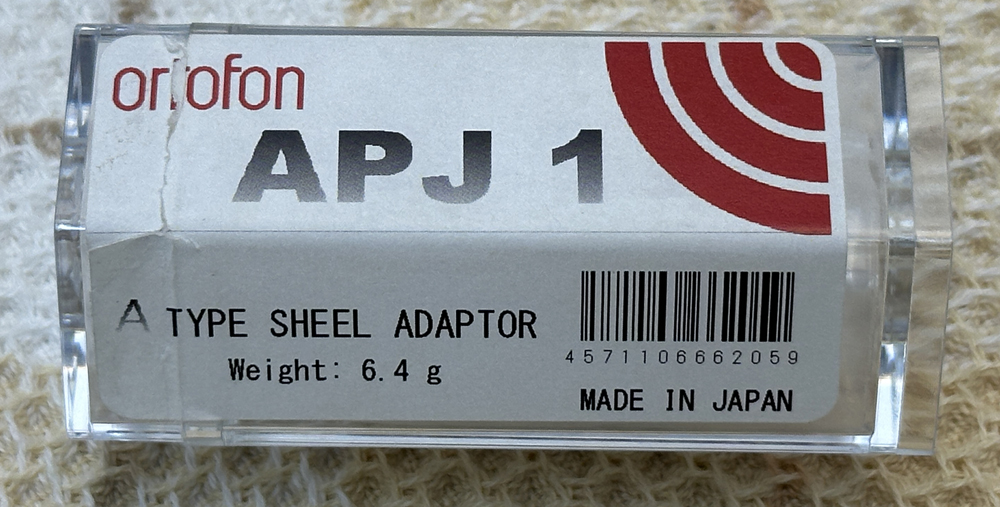 ortofon
APJ 1
A TYPE SHEEL ADAPTOR
Weight: 6.4 g
4571106662059
MADE IN JAPAN